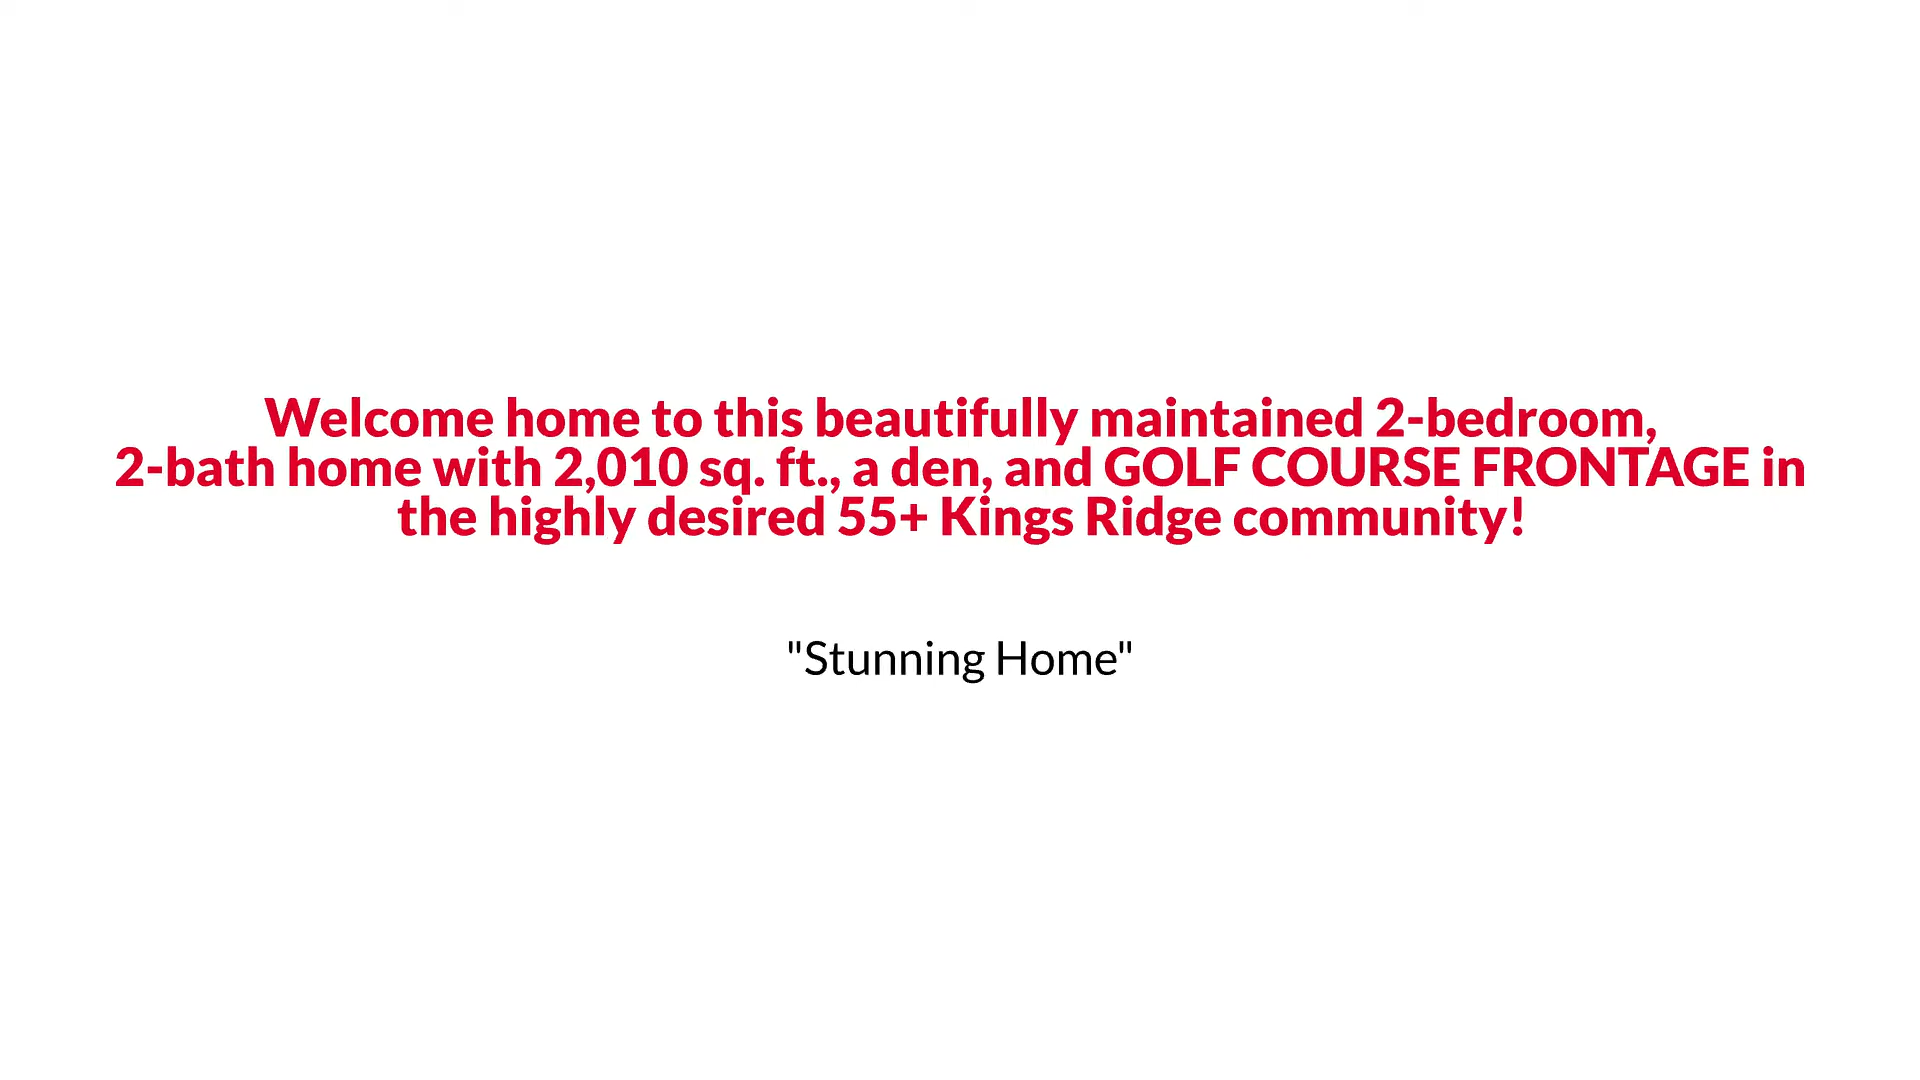 Welcome home to this beautifully maintained 2-bedroom,
2-bath home with 2,010 sq. ft., a den, and GOLF COURSE FRONTAGE in
the highly desired 55+ Kings Ridge community!
"Stunning Home"